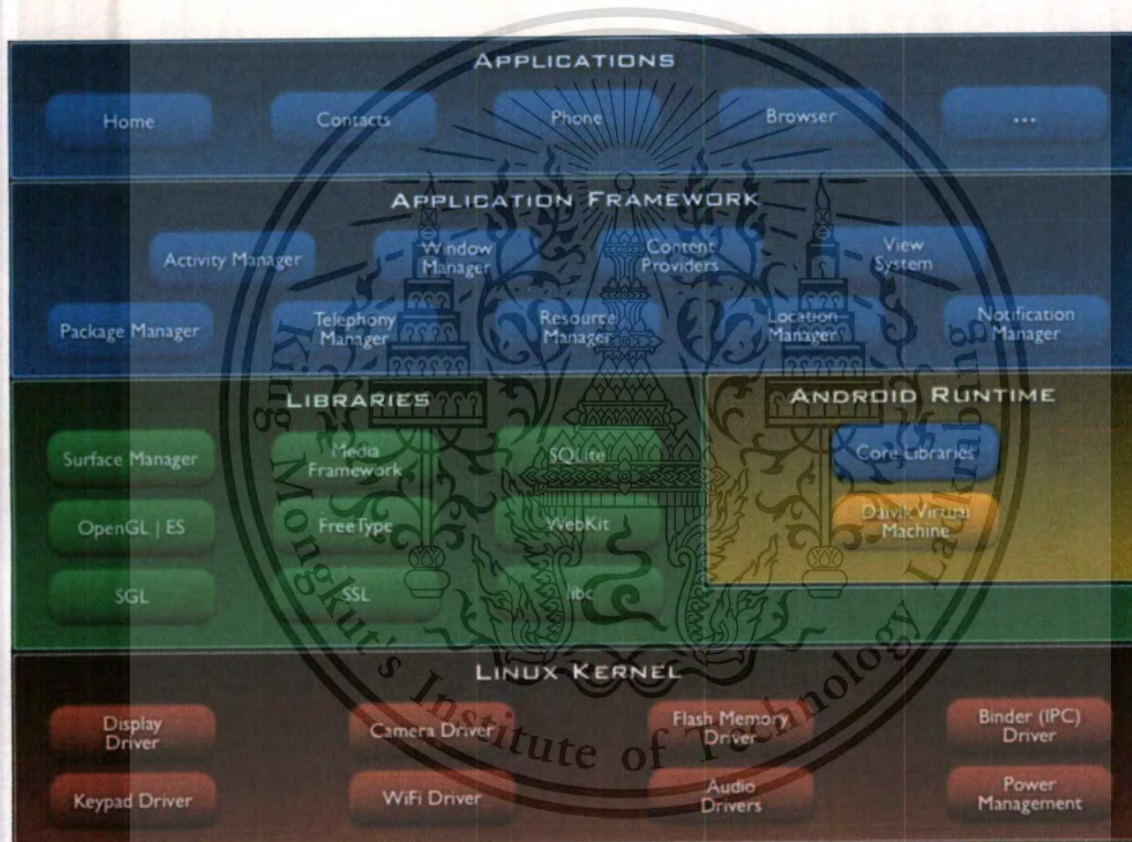 APPLICATIONS
Home
Contacts
Phone
Browser
...
APPLICATION FRAMEWORK
Activity Manager
Window
Manager
Content
Providers
View
System
Package Manager
Telephony
Manager
Resource
Manager
Location
Manager
Notification
Manager
LIBRARIES
Surface Manager
Media
Framework
SQLite
OpenGL | ES
FreeType
WebKit
SGL
SSL
libc
ANDROID RUNTIME
Core Libraries
Dalvik Virtual
Machine
LINUX KERNEL
Display
Driver
Camera Driver
Flash Memory
Driver
Binder (IPC)
Driver
Keypad Driver
WiFi Driver
Audio
Drivers
Power
Management
King Mongkut's Institute of Technology Ladkrabang